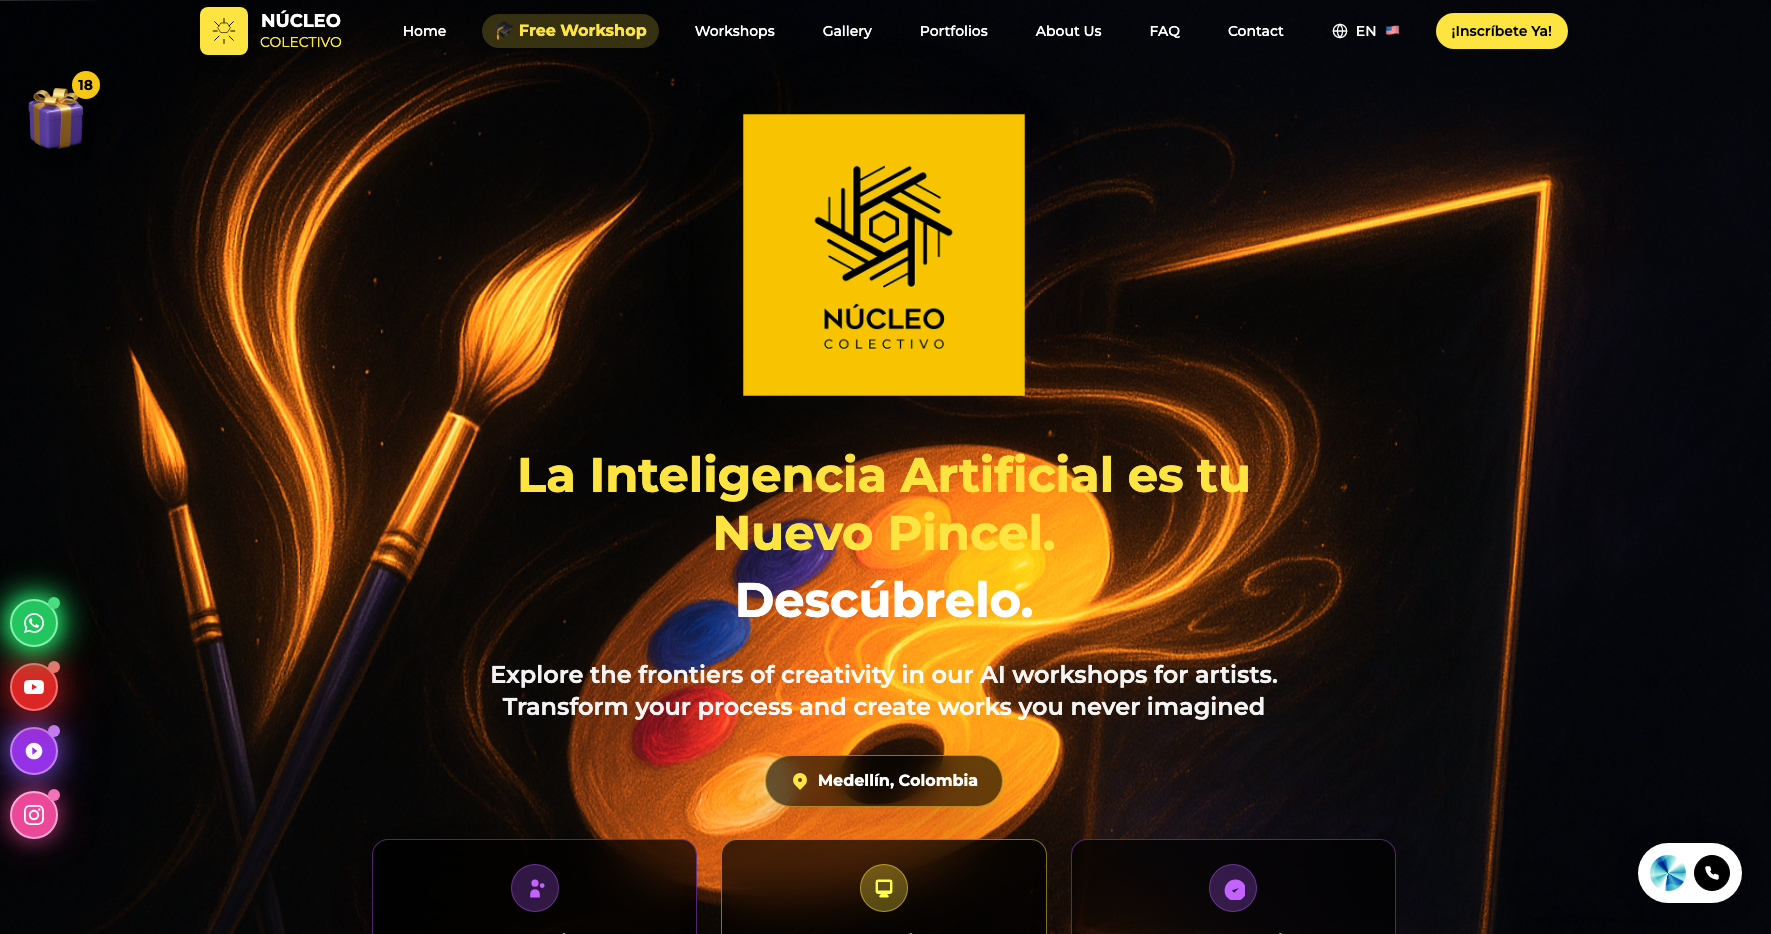 NÚCLEO
COLECTIVO
Home
Free Workshop
Workshops
Gallery
Portfolios
About Us
FAQ
Contact
EN
¡Inscríbete Ya!
18
NÚCLEO
COLECTIVO
La Inteligencia Artificial es tu
Nuevo Pincel.
Descúbrelo.
Explore the frontiers of creativity in our AI workshops for artists.
Transform your process and create works you never imagined
Medellín, Colombia